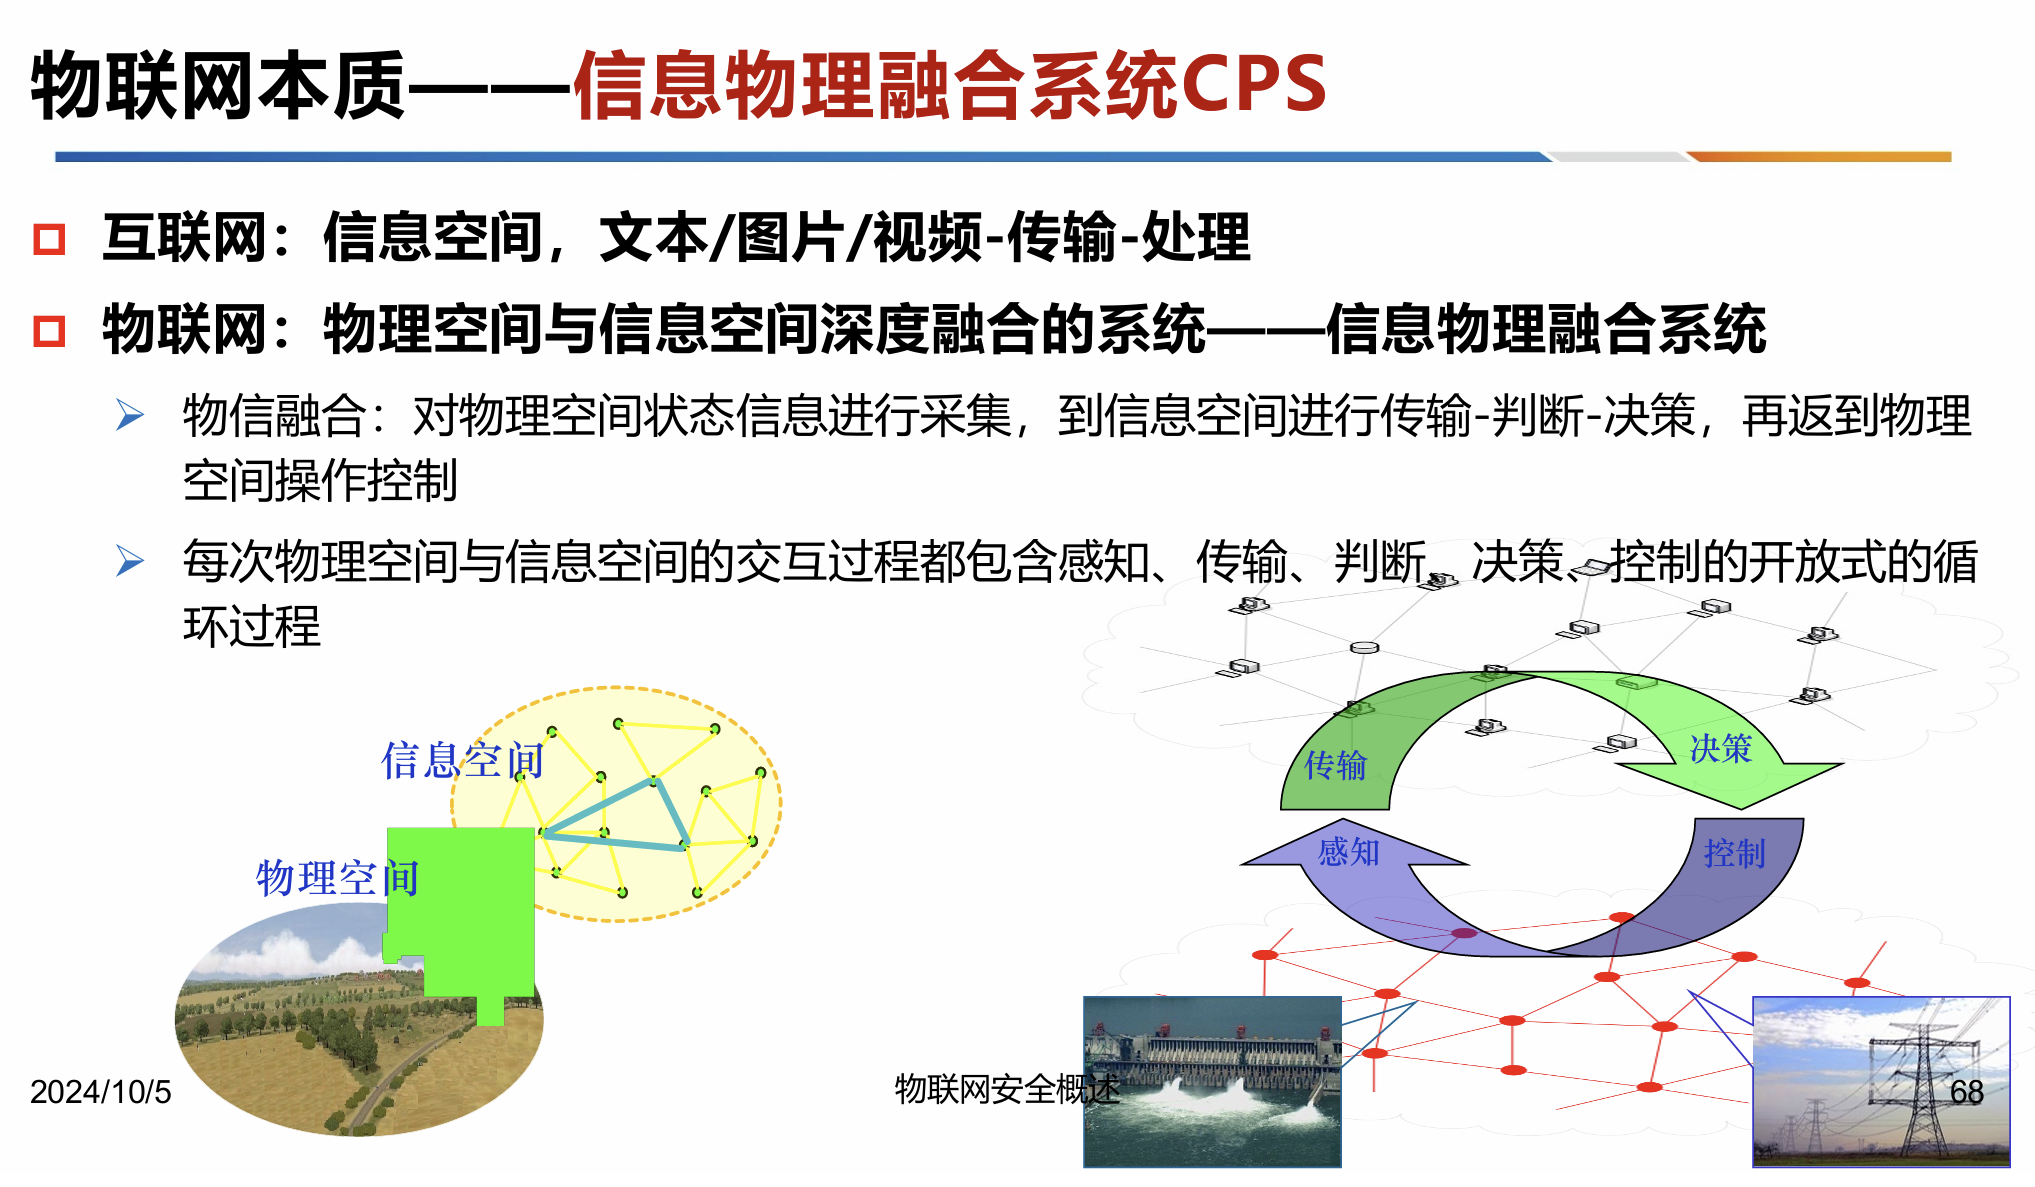 物联网本质——信息物理融合系统CPS
互联网：信息空间，文本/图片/视频-传输-处理
物联网：物理空间与信息空间深度融合的系统——信息物理融合系统
物信融合：对物理空间状态信息进行采集，到信息空间进行传输-判断-决策，再返到物理
空间操作控制
每次物理空间与信息空间的交互过程都包含感知、传输、判断、决策、控制的开放式的循
环过程
信息空间
物理空间
传输
决策
感知
控制
2024/10/5
物联网安全概述
68